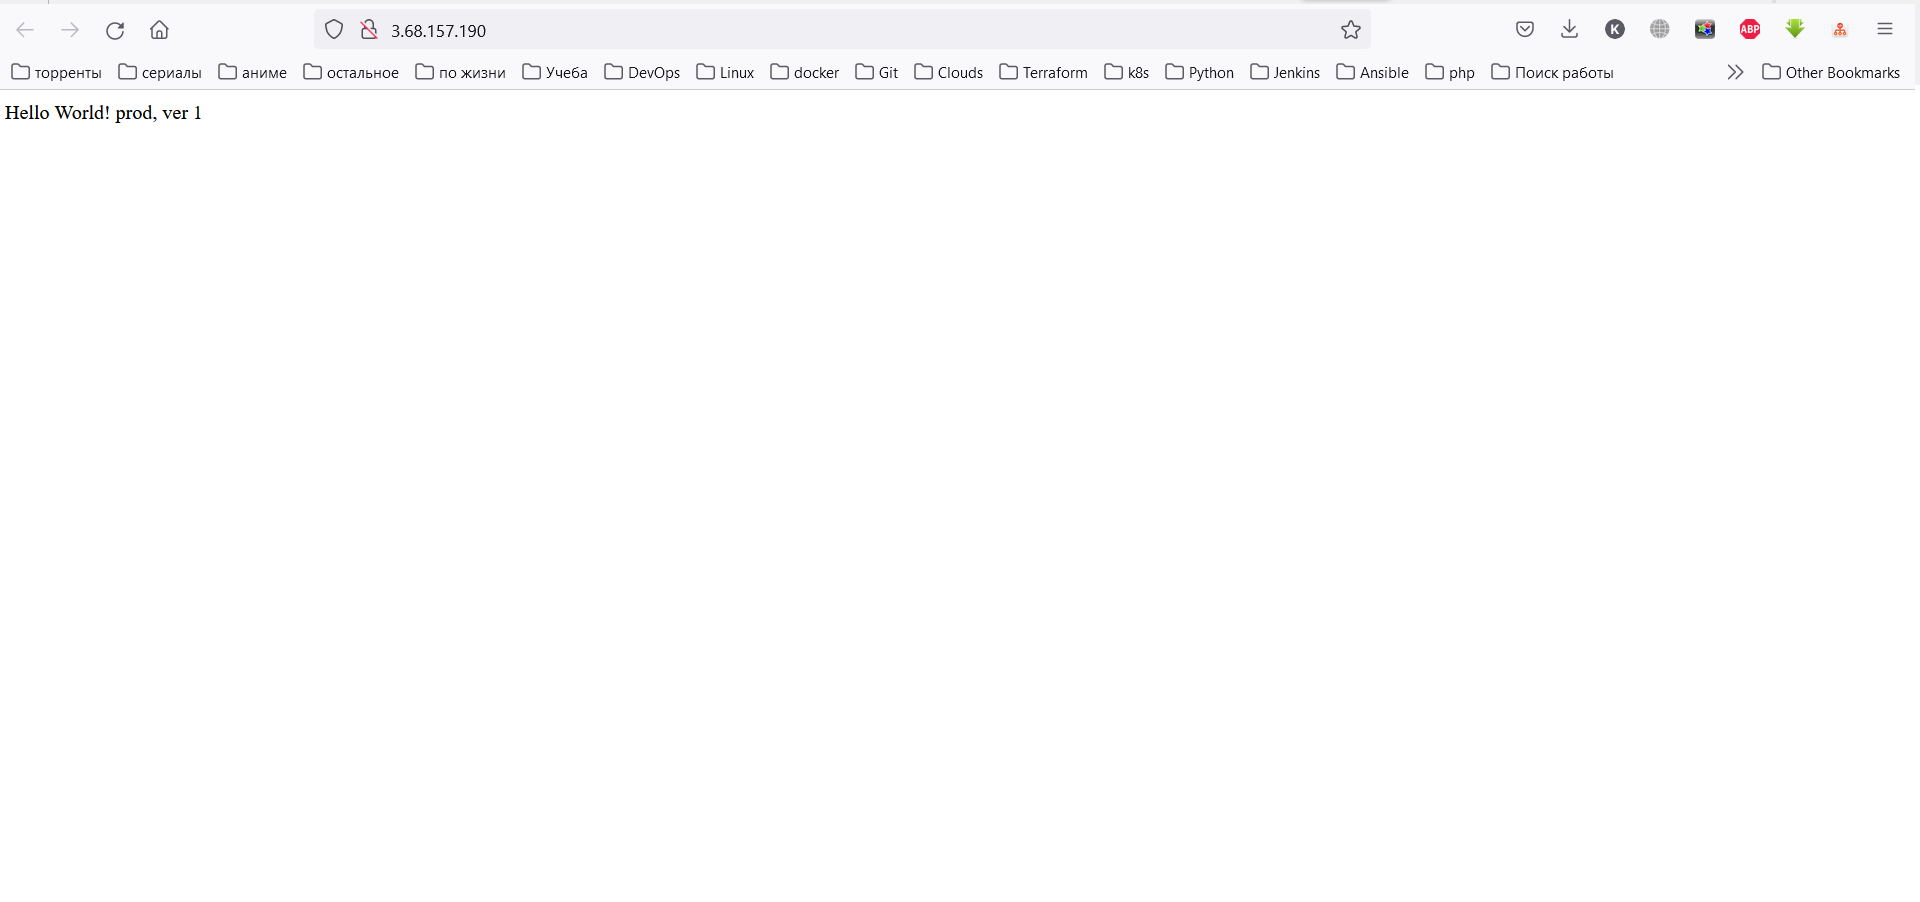 3.68.157.190
K
ABP
торренты сериалы аниме остальное по жизни Учеба DevOps Linux docker Git Clouds Terraform k8s Python Jenkins Ansible php Поиск работы Other Bookmarks
Hello World! prod, ver 1